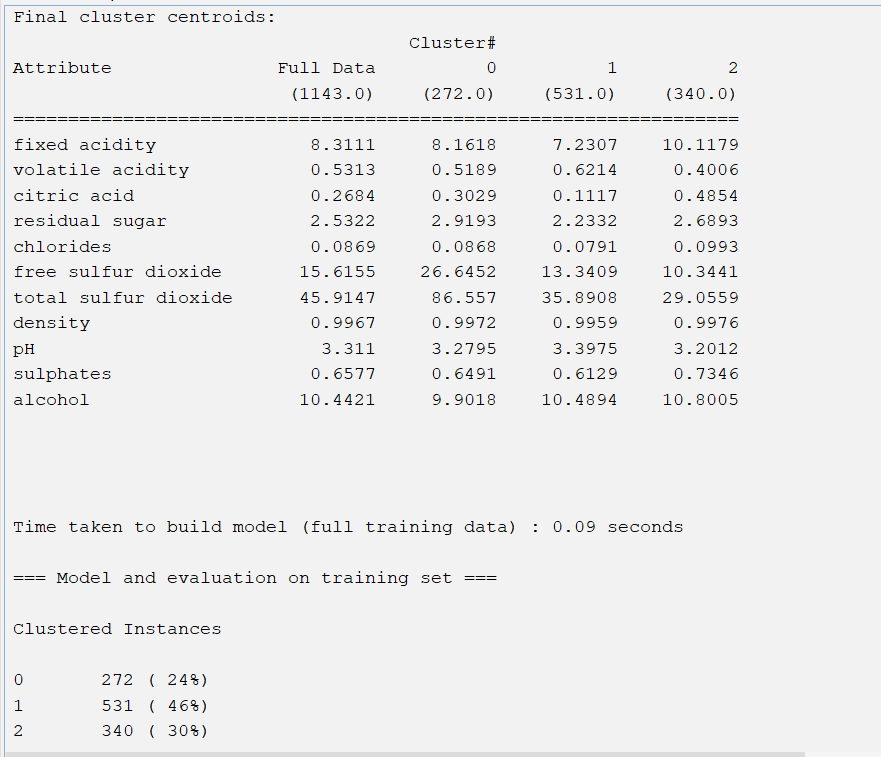 Final cluster centroids:
                                    Cluster#
Attribute               Full Data          0          1          2
                         (1143.0)    (272.0)    (531.0)    (340.0)
==================================================================
fixed acidity              8.3111     8.1618     7.2307    10.1179
volatile acidity           0.5313     0.5189     0.6214     0.4006
citric acid                0.2684     0.3029     0.1117     0.4854
residual sugar             2.5322     2.9193     2.2332     2.6893
chlorides                  0.0869     0.0868     0.0791     0.0993
free sulfur dioxide       15.6155    26.6452    13.3409    10.3441
total sulfur dioxide      45.9147     86.557    35.8908    29.0559
density                    0.9967     0.9972     0.9959     0.9976
pH                          3.311     3.2795     3.3975     3.2012
sulphates                  0.6577     0.6491     0.6129     0.7346
alcohol                   10.4421     9.9018    10.4894    10.8005
Time taken to build model (full training data) : 0.09 seconds
=== Model and evaluation on training set ===
Clustered Instances
0       272 ( 24%)
1       531 ( 46%)
2       340 ( 30%)